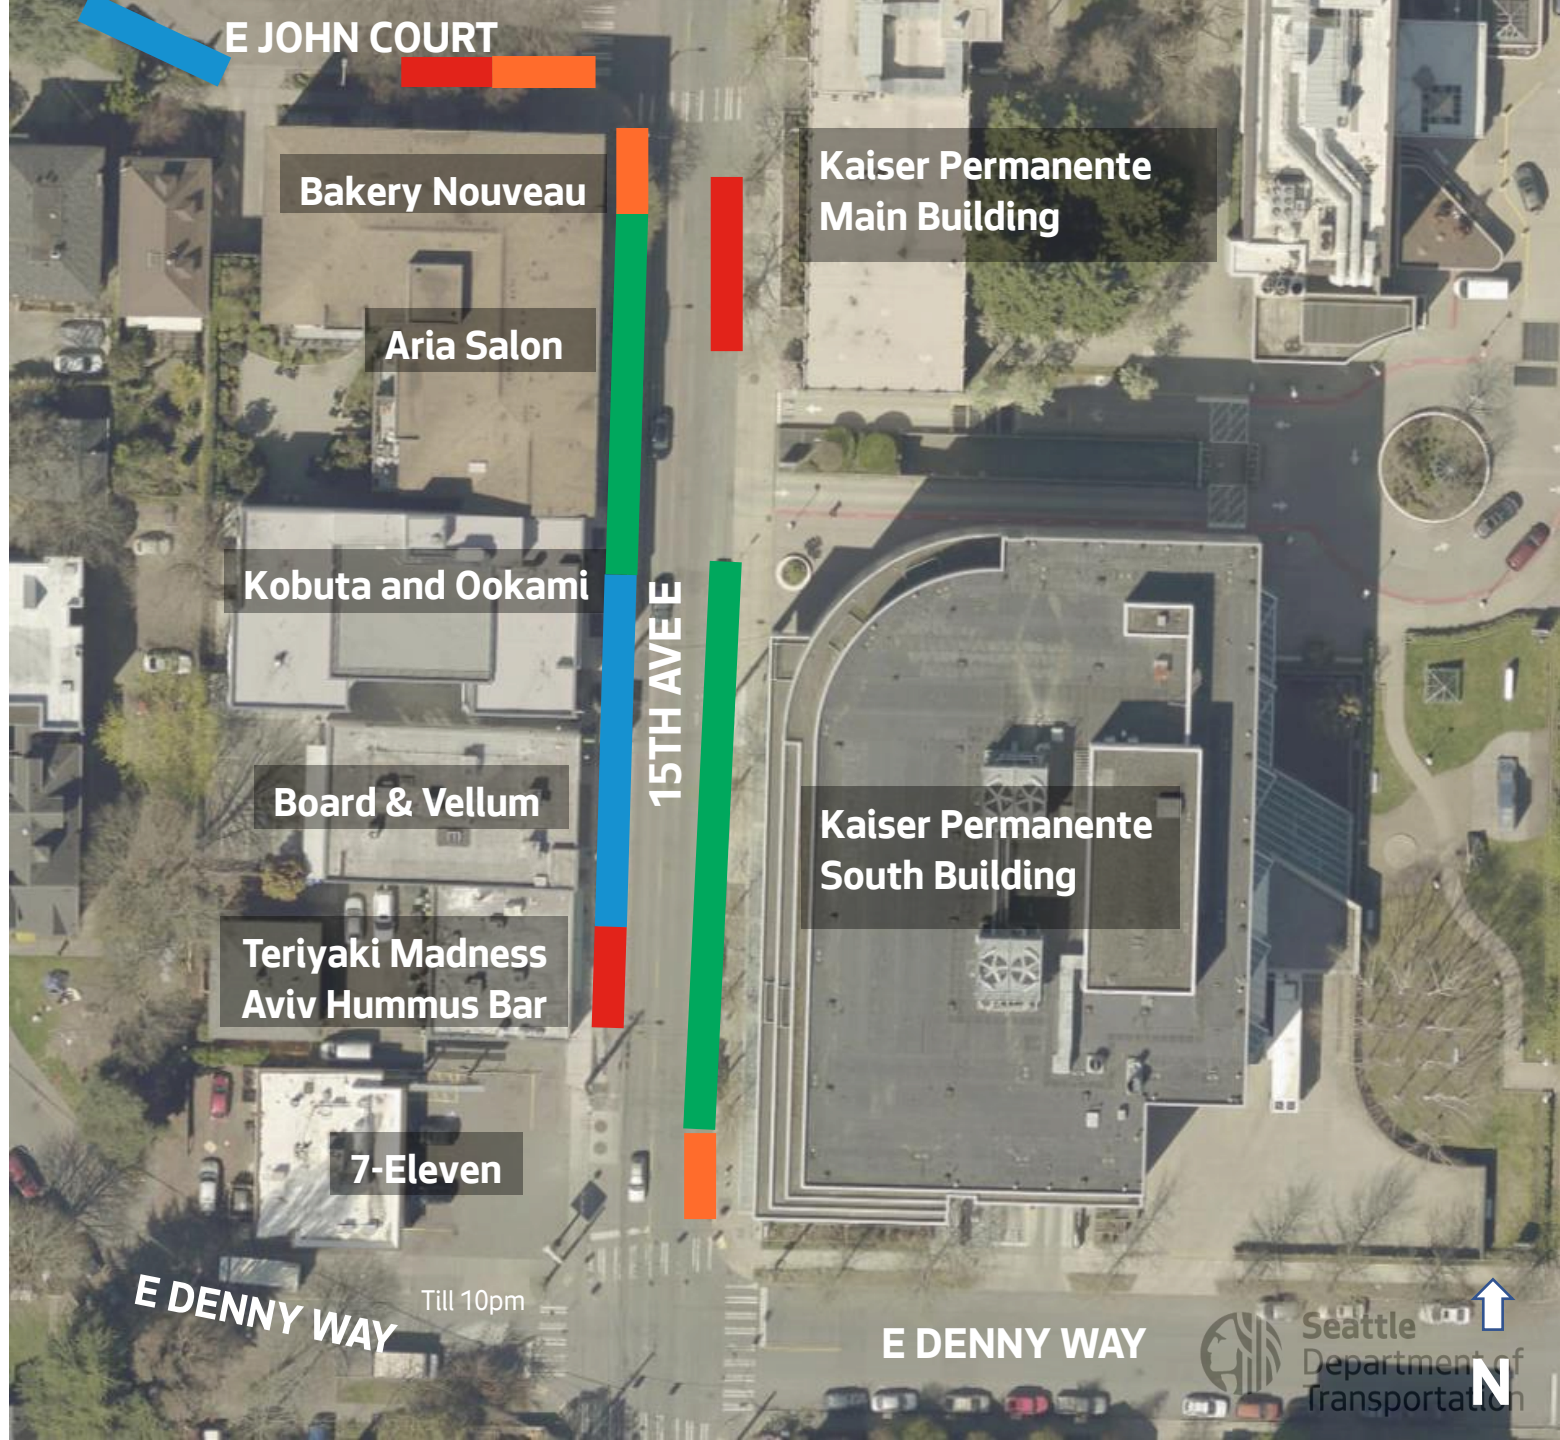 E JOHN COURT
Bakery Nouveau
Kaiser Permanente
Main Building
Aria Salon
Kobuta and Ookami
15TH AVE E
Board & Vellum
Kaiser Permanente
South Building
Teriyaki Madness
Aviv Hummus Bar
7-Eleven
E DENNY WAY
Till 10pm
E DENNY WAY
Seattle
Department of
Transportation
N